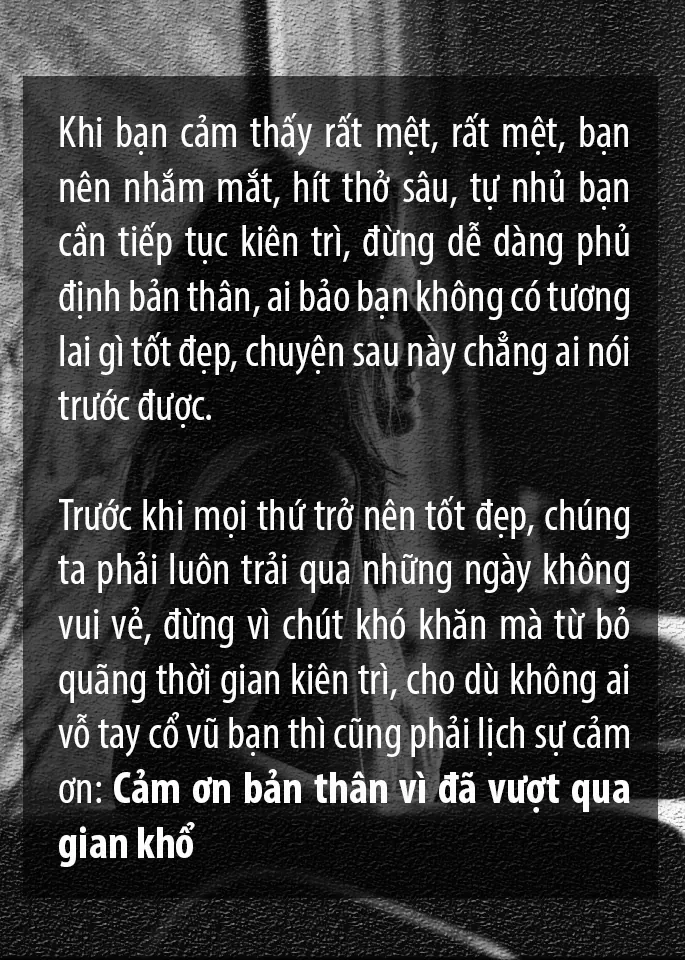 Khi bạn cảm thấy rất mệt, rất mệt, bạn
nên nhắm mắt, hít thở sâu, tự nhủ bạn
cần tiếp tục kiên trì, đừng dễ dàng phủ
định bản thân, ai bảo bạn không có tương
lai gì tốt đẹp, chuyện sau này chẳng ai nói
trước được.
Trước khi mọi thứ trở nên tốt đẹp, chúng
ta phải luôn trải qua những ngày không
vui vẻ, đừng vì chút khó khăn mà từ bỏ
quãng thời gian kiên trì, cho dù không ai
vỗ tay cổ vũ bạn thì cũng phải lịch sự cảm
ơn: Cảm ơn bản thân vì đã vượt qua
gian khổ